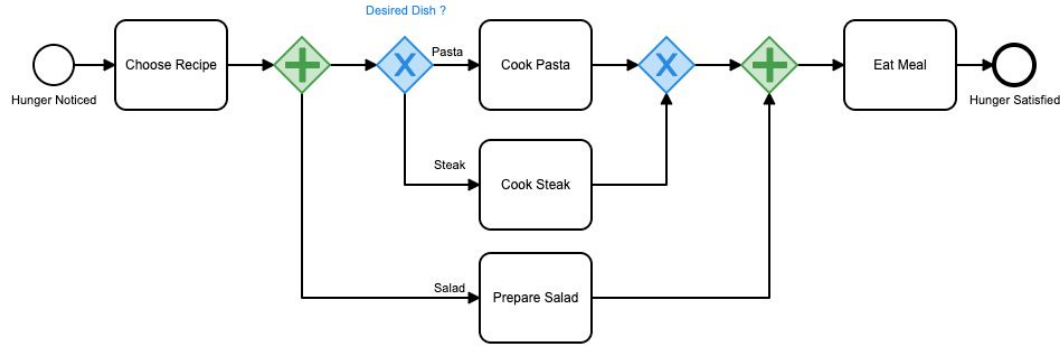 Desired Dish ?
Hunger Noticed
Choose Recipe
Pasta
Cook Pasta
Eat Meal
Hunger Satisfied
Steak
Cook Steak
Salad
Prepare Salad